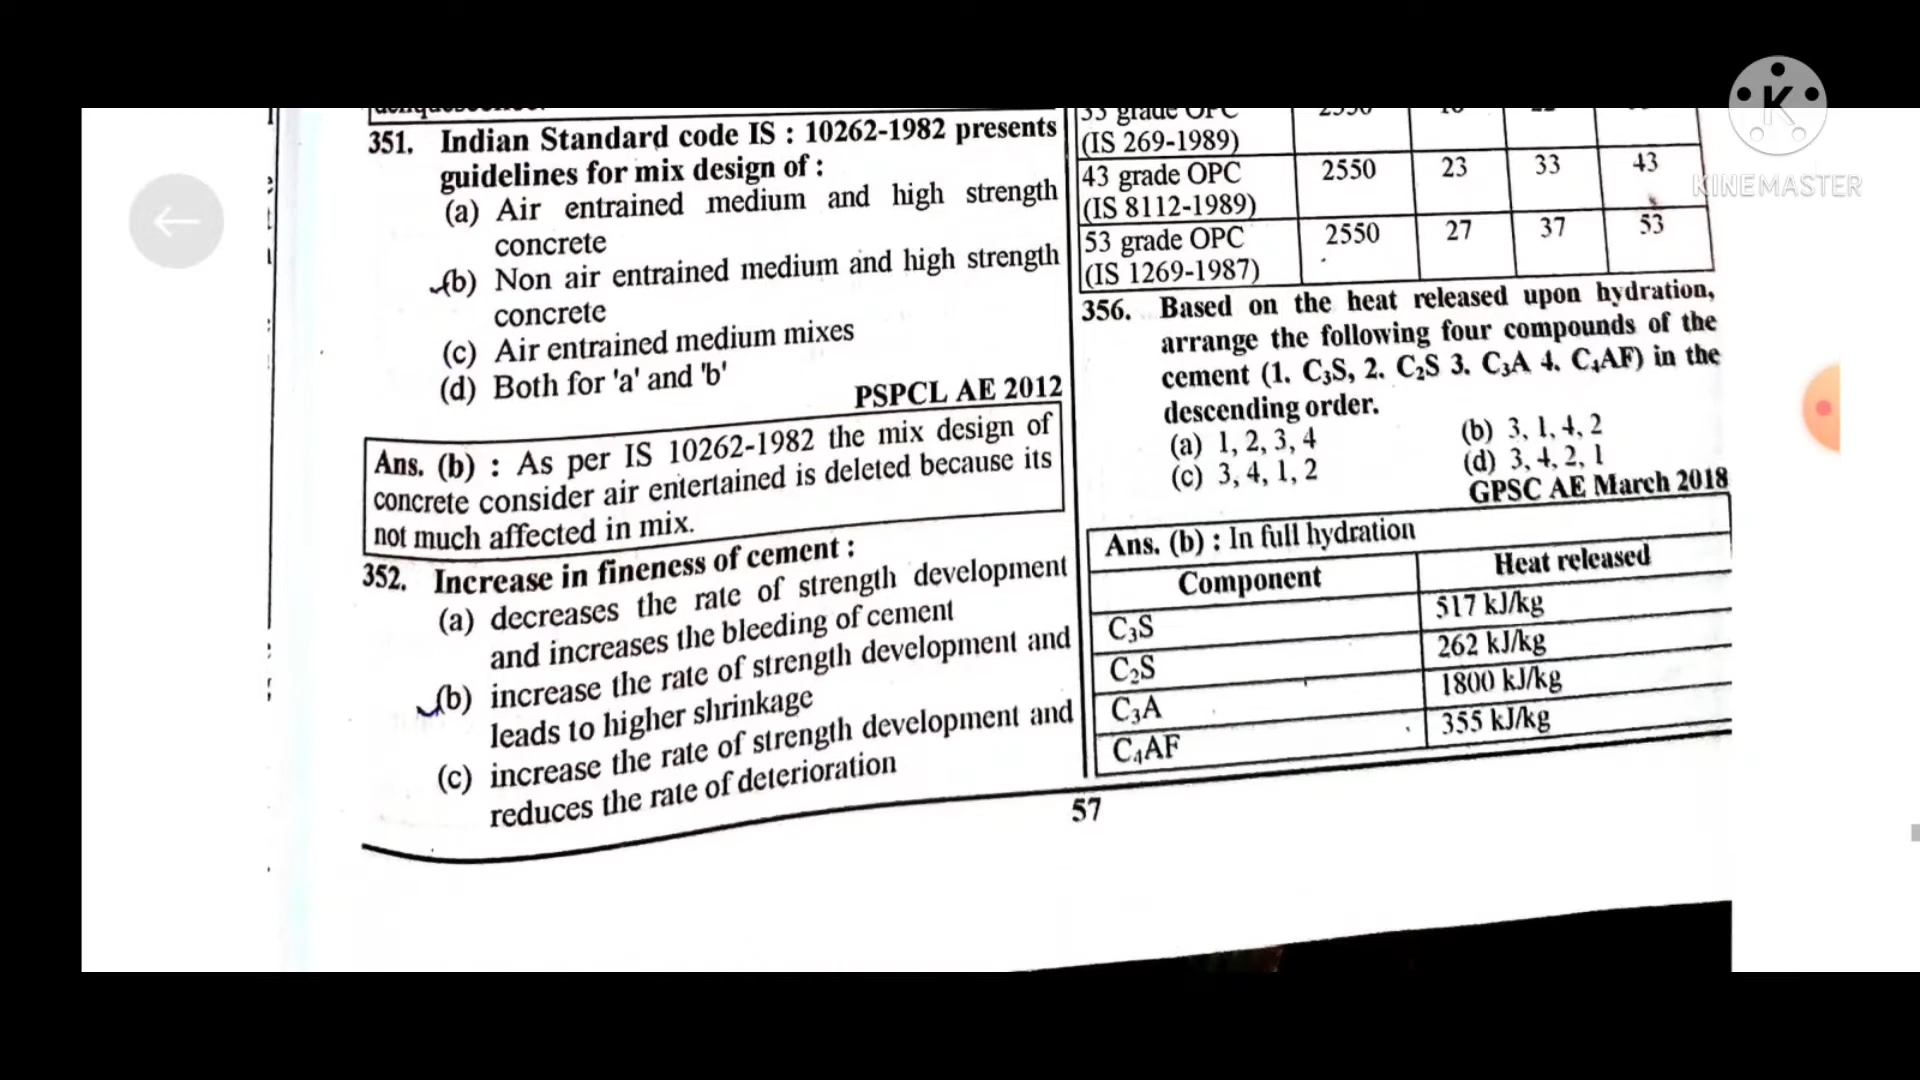 351. Indian Standard code IS : 10262-1982 presents
guidelines for mix design of :
(a) Air entrained medium and high strength
concrete
(b) Non air entrained medium and high strength
concrete
(c) Air entrained medium mixes
(d) Both for 'a' and 'b'
PSPCL AE 2012
Ans. (b) : As per IS 10262-1982 the mix design of
concrete consider air entertained is deleted because its
not much affected in mix.
352. Increase in fineness of cement :
(a) decreases the rate of strength development
and increases the bleeding of cement
(b) increase the rate of strength development and
leads to higher shrinkage
(c) increase the rate of strength development and
reduces the rate of deterioration
33 grade OPC
(IS 269-1989)
43 grade OPC 2550 23 33 43
(IS 8112-1989)
53 grade OPC 2550 27 37 53
(IS 1269-1987)
356. Based on the heat released upon hydration,
arrange the following four compounds of the
cement (1. C₃S, 2. C₂S 3. C₃A 4. C₄AF) in the
descending order.
(a) 1, 2, 3, 4 (b) 3, 1, 4, 2
(c) 3, 4, 1, 2 (d) 3, 4, 2, 1
GPSC AE March 2018
Ans. (b) : In full hydration
Component Heat released
C₃S 517 kJ/kg
C₂S 262 kJ/kg
C₃A 1800 kJ/kg
C₄AF 355 kJ/kg
57
K
KINEMASTER